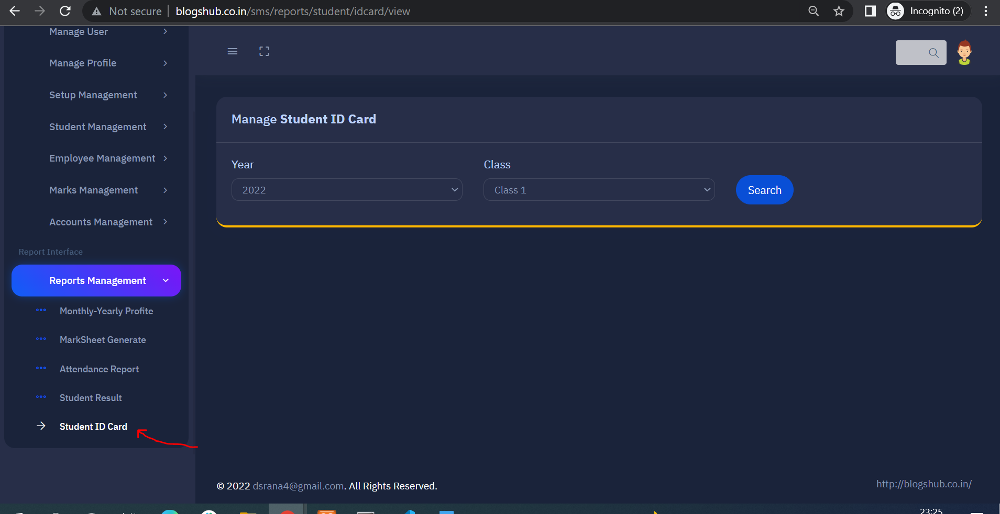 Not secure | blogshub.co.in/sms/reports/student/idcard/view
Incognito (2)
Manage User
Manage Profile
Setup Management
Student Management
Employee Management
Marks Management
Accounts Management
Report Interface
Reports Management
Monthly-Yearly Profite
MarkSheet Generate
Attendance Report
Student Result
Student ID Card
Manage Student ID Card
Year
Class
2022
Class 1
Search
© 2022 dsrana4@gmail.com. All Rights Reserved.
http://blogshub.co.in/
23:25